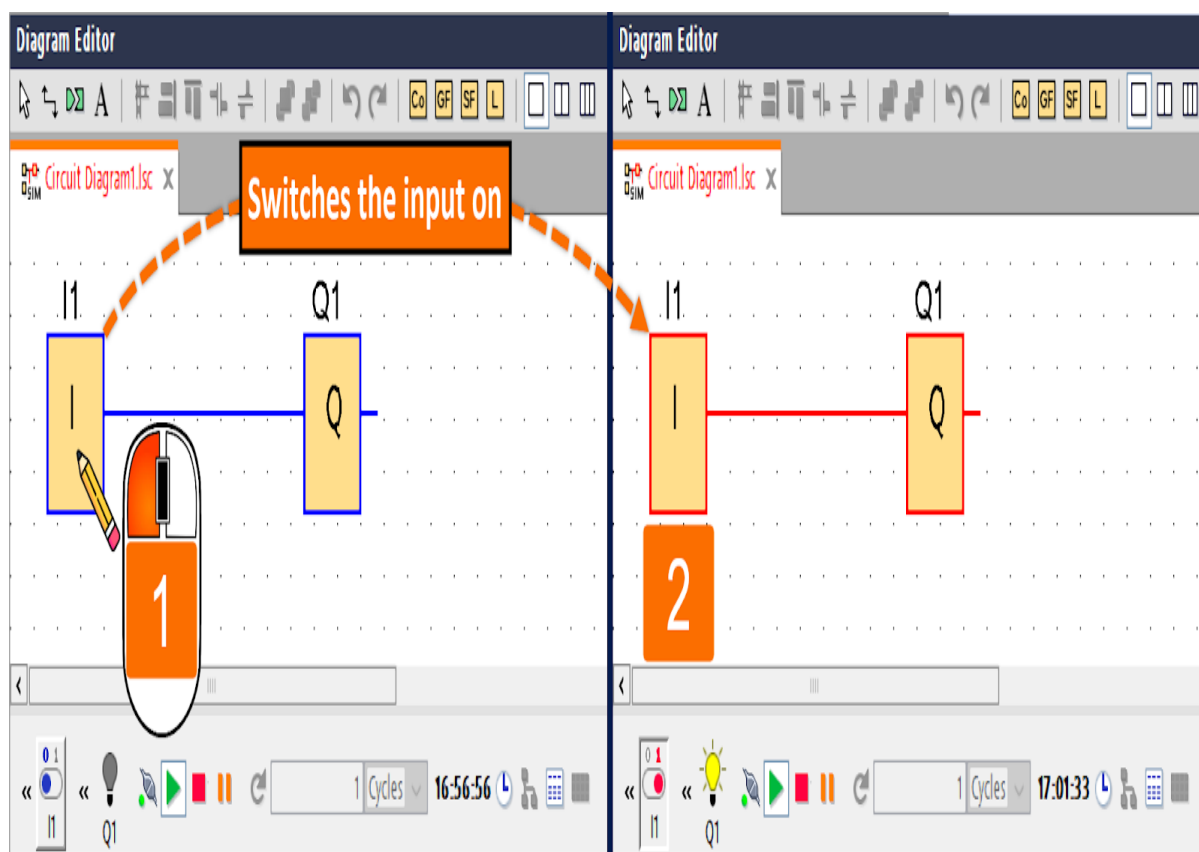 Diagram Editor
A Co GF SF L
Circuit Diagram1.lsc
SIM
I1
Q1
I
Q
1
0 1
I1
Q1
1 Cycles 16:56:56
Switches the input on
Diagram Editor
A Co GF SF L
Circuit Diagram1.lsc
SIM
I1
Q1
I
Q
2
0 1
I1
Q1
1 Cycles 17:01:33